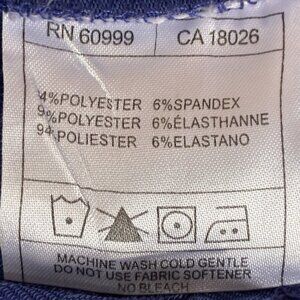 RN 60999 CA 18026
4%POLYESTER 6%SPANDEX
9%POLYESTER 6%ÉLASTHANNE
94%POLIESTER 6%ELASTANO
MACHINE WASH COLD GENTLE
DO NOT USE FABRIC SOFTENER
NO BLEACH